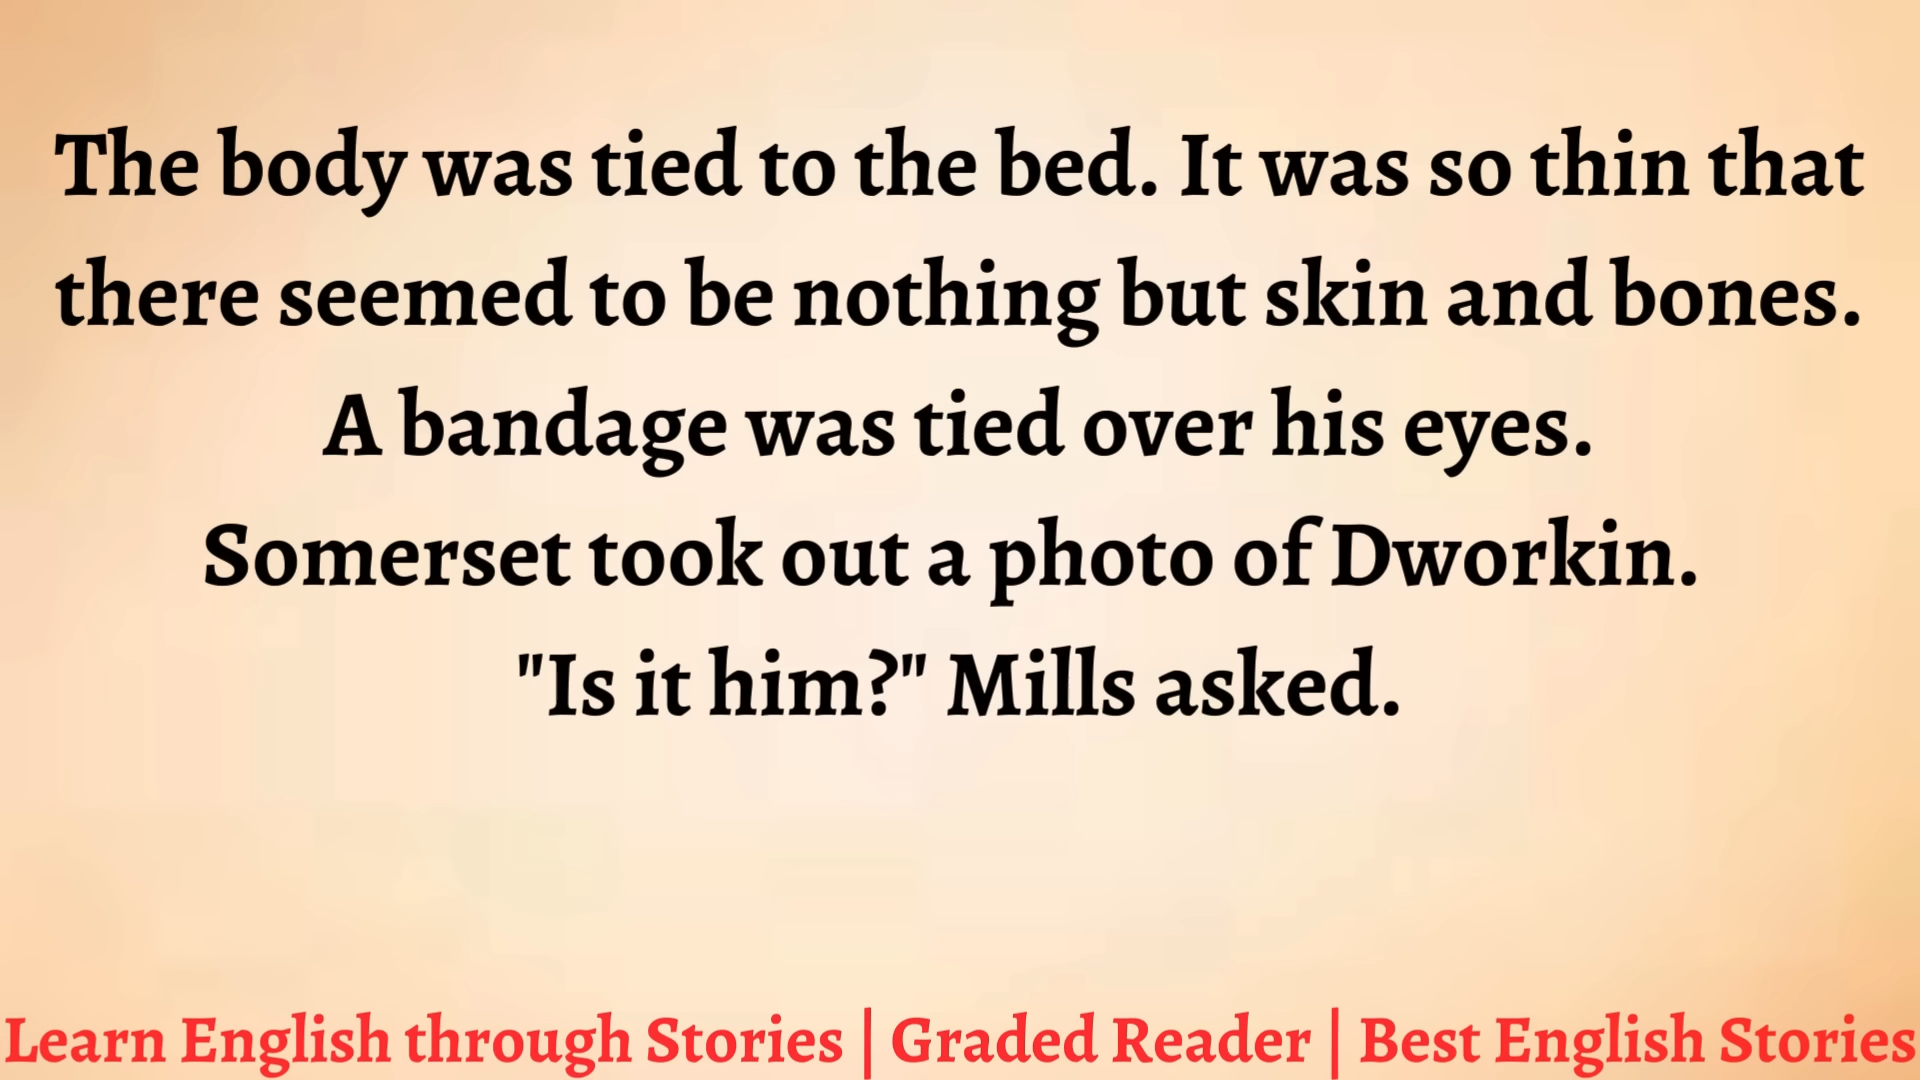 The body was tied to the bed. It was so thin that
there seemed to be nothing but skin and bones.
A bandage was tied over his eyes.
Somerset took out a photo of Dworkin.
"Is it him?" Mills asked.
Learn English through Stories | Graded Reader | Best English Stories